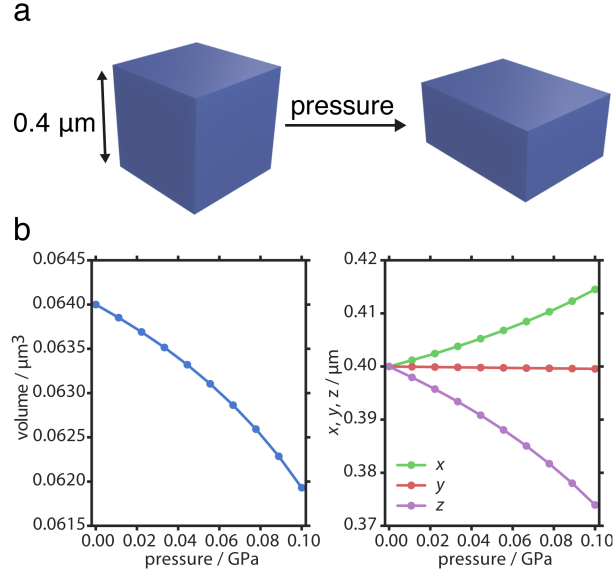 a
0.4 μm
pressure
b
0.0645
0.0640
0.0635
0.0630
0.0625
0.0620
0.0615
volume / μm³
0.00 0.02 0.04 0.06 0.08 0.10
pressure / GPa
0.42
0.41
0.40
0.39
0.38
0.37
x, y, z / μm
x
y
z
0.00 0.02 0.04 0.06 0.08 0.10
pressure / GPa